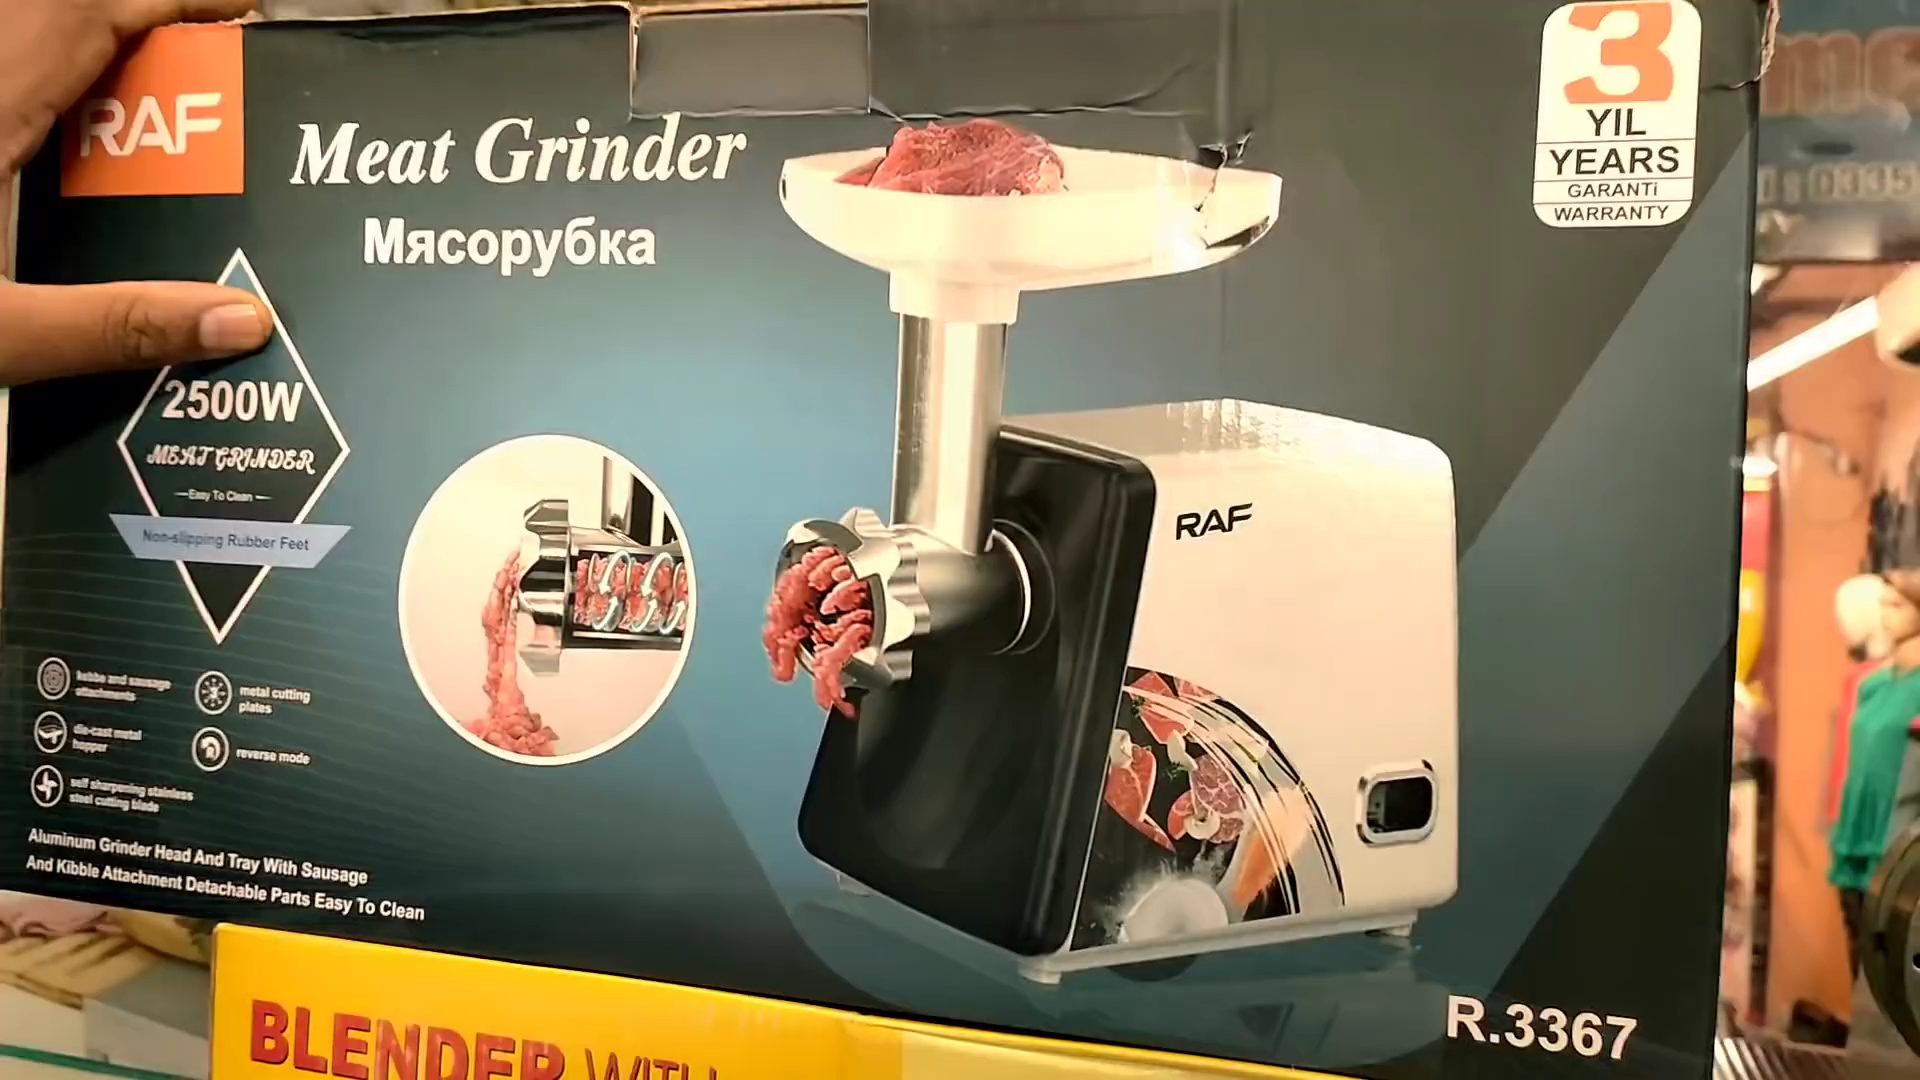 RAF
Meat Grinder
Мясорубка
3
YIL
YEARS
GARANTi
WARRANTY
2500W
MEAT GRINDER
Easy To Clean
Non-slipping Rubber Feet
RAF
kebbe and sausage
attachments
metal cutting
plates
die-cast metal
hopper
reverse mode
self sharpening stainless
steel cutting blade
Aluminum Grinder Head And Tray With Sausage
And Kibble Attachment Detachable Parts Easy To Clean
R.3367
BLENDER WITH
0335